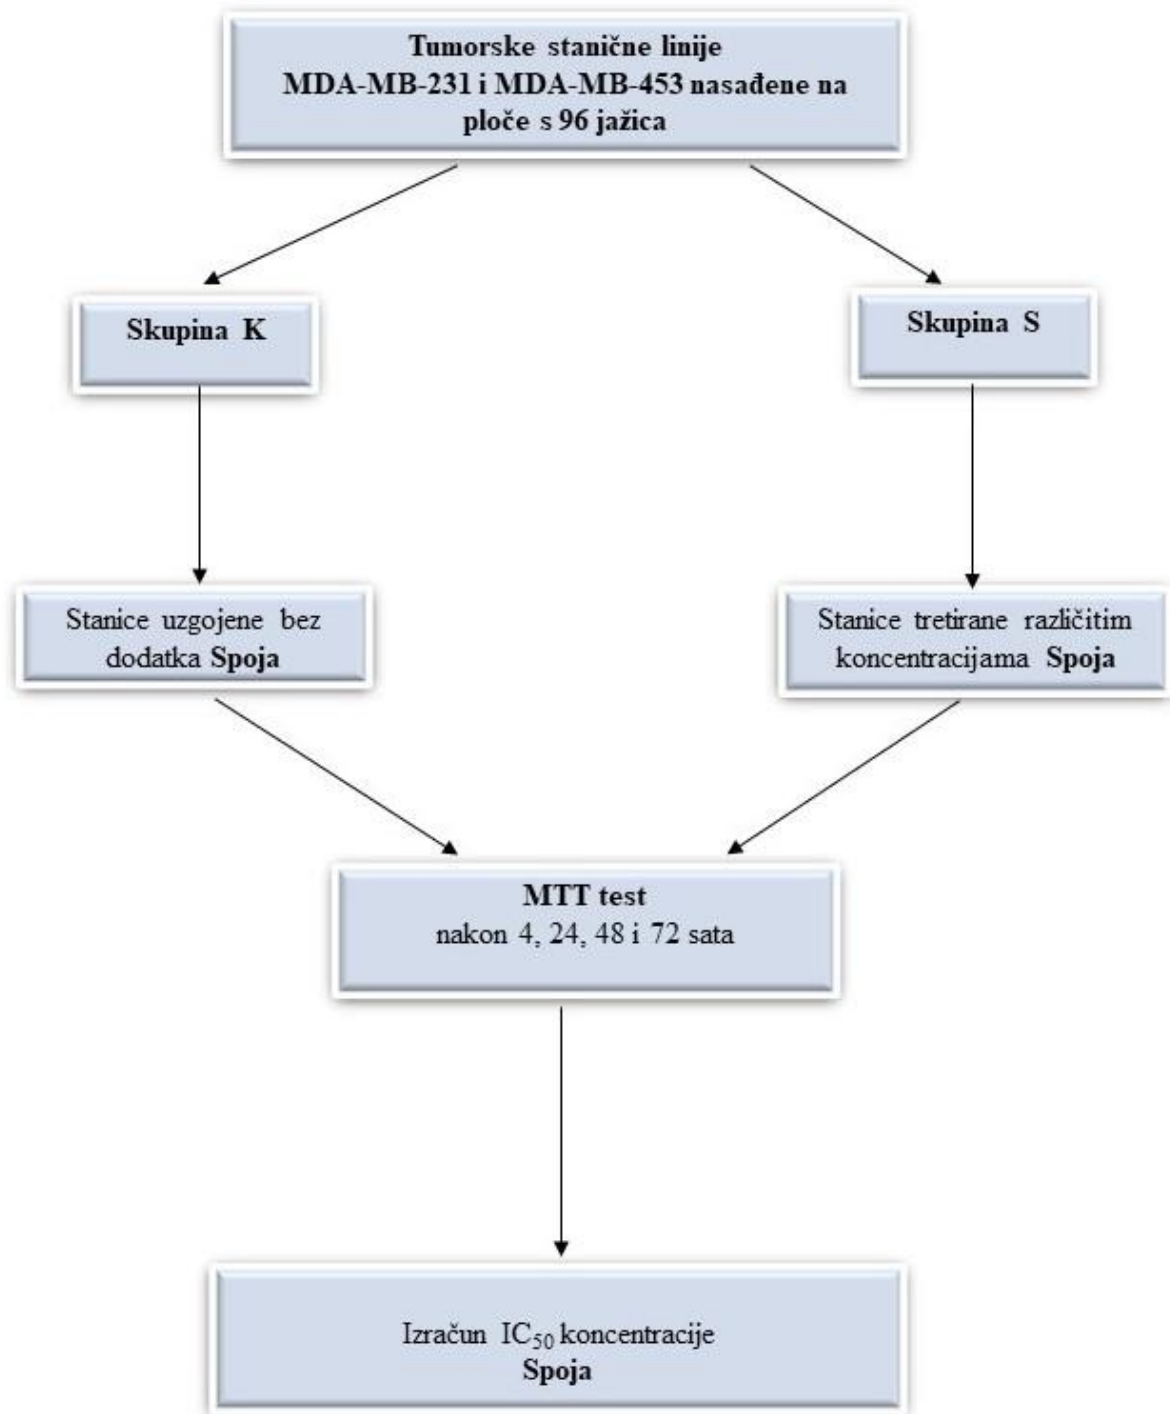 Tumorske stanične linije
MDA-MB-231 i MDA-MB-453 nasađene na
ploče s 96 jažica
Skupina K
Skupina S
Stanice uzgojene bez
dodatka Spoja
Stanice tretirane različitim
koncentracijama Spoja
MTT test
nakon 4, 24, 48 i 72 sata
Izračun IC₅₀ koncentracije
Spoja